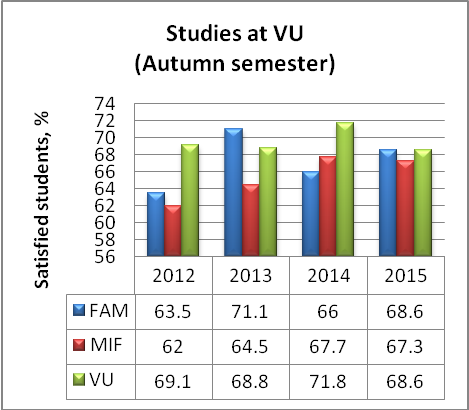 Studies at VU
(Autumn semester)
Satisfied students, %
74
72
70
68
66
64
62
60
58
56
2012 2013 2014 2015
FAM 63.5 71.1 66 68.6
MIF 62 64.5 67.7 67.3
VU 69.1 68.8 71.8 68.6